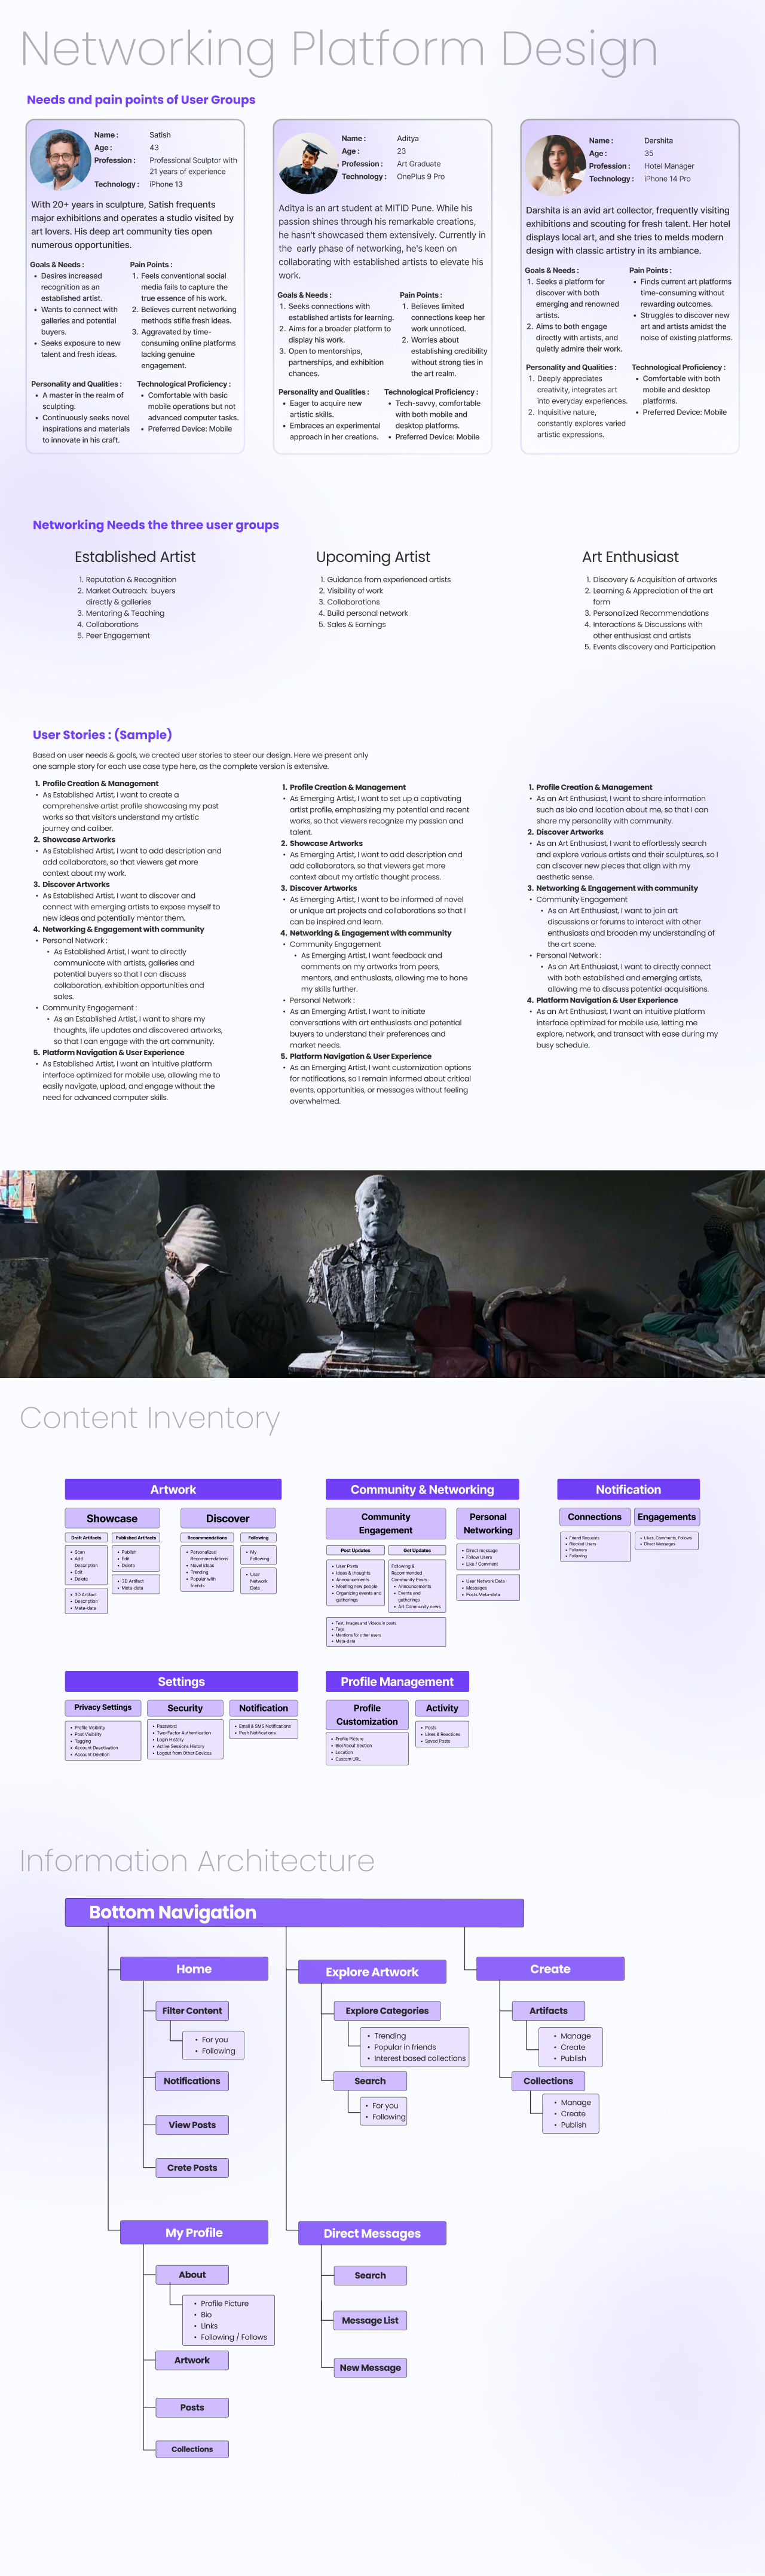 Networking Platform Design
Needs and pain points of User Groups
Name :
Satish
Age :
43
Profession :
Professional Sculptor with
21 years of experience
Technology :
iPhone 13
With 20+ years in sculpture, Satish frequents
major exhibitions and operates a studio visited by
art lovers. His deep art community ties open
numerous opportunities.
Goals & Needs :
• Desires increased
recognition as an
established artist.
• Wants to connect with
galleries and potential
buyers.
• Seeks exposure to new
talent and fresh ideas.
Pain Points :
1. Feels conventional social
media fails to capture the
true essence of his work.
2. Believes current networking
methods stifle fresh ideas.
3. Aggravated by time-
consuming online platforms
lacking genuine
engagement.
Personality and Qualities :
• A master in the realm of
sculpting.
• Continuously seeks novel
inspirations and materials
to innovate in his craft.
Technological Proficiency :
• Comfortable with basic
mobile operations but not
advanced computer tasks.
• Preferred Device: Mobile
Name :
Aditya
Age :
23
Profession :
Art Graduate
Technology :
OnePlus 9 Pro
Aditya is an art student at MITID Pune. While his
passion shines through his remarkable creations,
he hasn't showcased them extensively. Currently in
the early phase of networking, he's keen on
collaborating with established artists to elevate his
work.
Goals & Needs :
1. Seeks connections with
established artists for learning.
2. Aims for a broader platform to
display his work.
3. Open to mentorships,
partnerships, and exhibition
chances.
Pain Points :
1. Believes limited
connections keep her
work unnoticed.
2. Worries about
establishing credibility
without strong ties in
the art realm.
Personality and Qualities :
• Eager to acquire new
artistic skills.
• Embraces an experimental
approach in her creations.
Technological Proficiency :
• Tech-savvy, comfortable
with both mobile and
desktop platforms.
• Preferred Device: Mobile
Name :
Darshita
Age :
35
Profession :
Hotel Manager
Technology :
iPhone 14 Pro
Darshita is an avid art collector, frequently visiting
exhibitions and scouting for fresh talent. Her hotel
displays local art, and she tries to melds modern
design with classic artistry in its ambiance.
Goals & Needs :
1. Seeks a platform for
discover with both
emerging and renowned
artists.
2. Aims to both engage
directly with artists, and
quietly admire their work.
Pain Points :
• Finds current art platforms
time-consuming without
rewarding outcomes.
• Struggles to discover new
art and artists amidst the
noise of existing platforms.
Personality and Qualities :
1. Deeply appreciates
creativity, integrates art
into everyday experiences.
2. Inquisitive nature,
constantly explores varied
artistic expressions.
Technological Proficiency :
• Comfortable with both
mobile and desktop
platforms.
• Preferred Device: Mobile
Networking Needs the three user groups
Established Artist
1. Reputation & Recognition
2. Market Outreach: buyers
directly & galleries
3. Mentoring & Teaching
4. Collaborations
5. Peer Engagement
Upcoming Artist
1. Guidance from experienced artists
2. Visibility of work
3. Collaborations
4. Build personal network
5. Sales & Earnings
Art Enthusiast
1. Discovery & Acquisition of artworks
2. Learning & Appreciation of the art
form
3. Personalized Recommendations
4. Interactions & Discussions with
other enthusiast and artists
5. Events discovery and Participation
User Stories : (Sample)
Based on user needs & goals, we created user stories to steer our design. Here we present only
one sample story for each use case type here, as the complete version is extensive.
1. Profile Creation & Management
• As Established Artist, I want to create a
comprehensive artist profile showcasing my past
works so that visitors understand my artistic
journey and caliber.
2. Showcase Artworks
• As Established Artist, I want to add description and
add collaborators, so that viewers get more
context about my work.
3. Discover Artworks
• As Established Artist, I want to discover and
connect with emerging artists to expose myself to
new ideas and potentially mentor them.
4. Networking & Engagement with community
• Personal Network :
• As Established Artist, I want to directly
communicate with artists, galleries and
potential buyers so that I can discuss
collaboration, exhibition opportunities and
sales.
• Community Engagement :
• As an Established Artist, I want to share my
thoughts, life updates and discovered artworks,
so that I can engage with the art community.
5. Platform Navigation & User Experience
• As Established Artist, I want an intuitive platform
interface optimized for mobile use, allowing me to
easily navigate, upload, and engage without the
need for advanced computer skills.
1. Profile Creation & Management
• As Emerging Artist, I want to set up a captivating
artist profile, emphasizing my potential and recent
works, so that viewers recognize my passion and
talent.
2. Showcase Artworks
• As Emerging Artist, I want to add description and
add collaborators, so that viewers get more
context about my artistic thought process.
3. Discover Artworks
• As Emerging Artist, I want to be informed of novel
or unique art projects and collaborations so that I
can be inspired and learn.
4. Networking & Engagement with community
• Community Engagement
• As Emerging Artist, I want feedback and
comments on my artworks from peers,
mentors, and enthusiasts, allowing me to hone
my skills further.
• Personal Network :
• As an Emerging Artist, I want to initiate
conversations with art enthusiasts and potential
buyers to understand their preferences and
market needs.
5. Platform Navigation & User Experience
• As an Emerging Artist, I want customization options
for notifications, so I remain informed about critical
events, opportunities, or messages without feeling
overwhelmed.
1. Profile Creation & Management
• As an Art Enthusiast, I want to share information
such as bio and location about me, so that I can
share my personality with community.
2. Discover Artworks
• As an Art Enthusiast, I want to effortlessly search
and explore various artists and their sculptures, so I
can discover new pieces that align with my
aesthetic sense.
3. Networking & Engagement with community
• Community Engagement
• As an Art Enthusiast, I want to join art
discussions or forums to interact with other
enthusiasts and broaden my understanding of
the art scene.
• Personal Network :
• As an Art Enthusiast, I want to directly connect
with both established and emerging artists,
allowing me to discuss potential acquisitions.
4. Platform Navigation & User Experience
• As an Art Enthusiast, I want an intuitive platform
interface optimized for mobile use, letting me
explore, network, and transact with ease during my
busy schedule.
Content Inventory
Artwork
Showcase
Draft Artifacts
• Scan
• Add
Description
• Edit
• Delete
• 3D Artifact
• Description
• Meta-data
Published Artifacts
• Publish
• Edit
• Delete
• 3D Artifact
• Meta-data
Discover
Recommendations
• Personalized
Recommendations
• Novel ideas
• Trending
• Popular with
friends
Following
• My
Following
• User
Network
Data
Community & Networking
Community
Engagement
Post Updates
• User Posts
• Ideas & thoughts
• Announcements
• Meeting new people
• Organizing events and
gatherings
Get Updates
Following &
Recommended
Community Posts :
• Announcements
• Events and
gatherings
• Art Community news
• Text, Images and Videos in posts
• Tags
• Mentions for other users
• Meta data
Personal
Networking
• Direct message
• Follow Users
• Like / Comment
• User Network Data
• Messages
• Posts Meta-data
Notification
Connections
• Friend Requests
• Blocked Users
• Followers
• Following
Engagements
• Likes, Comments, Follows
• Direct Messages
Settings
Privacy Settings
• Profile Visibility
• Post Visibility
• Tagging
• Account Deactivation
• Account Deletion
Security
• Password
• Two-Factor Authentication
• Login History
• Active Sessions History
• Logout from Other Devices
Notification
• Email & SMS Notifications
• Push Notifications
Profile Management
Profile
Customization
• Profile Picture
• Bio/About Section
• Location
• Custom URL
Activity
• Posts
• Likes & Reactions
• Saved Posts
Information Architecture
Bottom Navigation
Home
Filter Content
• For you
• Following
Notifications
View Posts
Crete Posts
Explore Artwork
Explore Categories
• Trending
• Popular in friends
• Interest based collections
Search
• For you
• Following
Create
Artifacts
• Manage
• Create
• Publish
Collections
• Manage
• Create
• Publish
My Profile
About
• Profile Picture
• Bio
• Links
• Following / Follows
Artwork
Posts
Collections
Direct Messages
Search
Message List
New Message